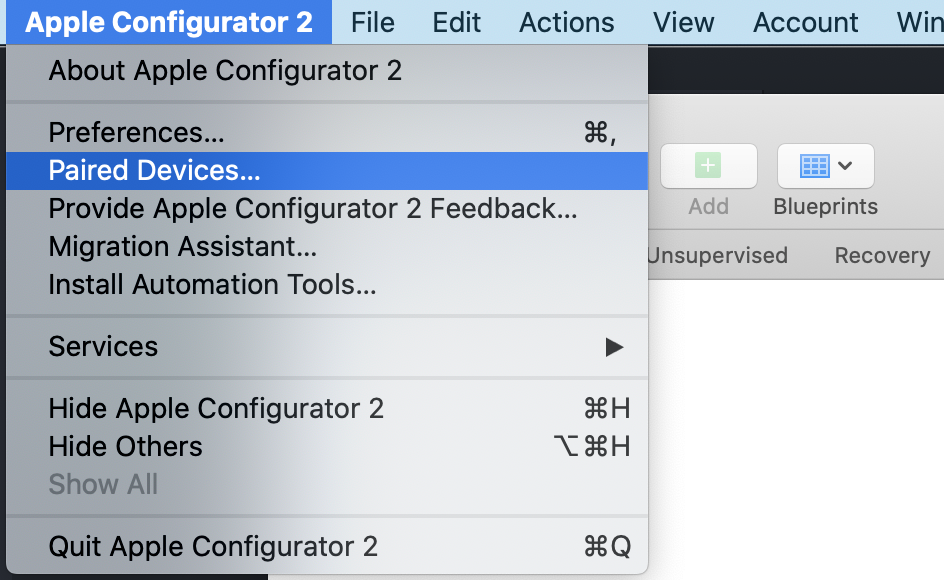 Apple Configurator 2 File Edit Actions View Account Win
About Apple Configurator 2
Preferences... ⌘,
Paired Devices...
Provide Apple Configurator 2 Feedback...
Migration Assistant...
Install Automation Tools...
Services ▶
Hide Apple Configurator 2 ⌘H
Hide Others ⌥⌘H
Show All
Quit Apple Configurator 2 ⌘Q
Add Blueprints
Unsupervised Recovery